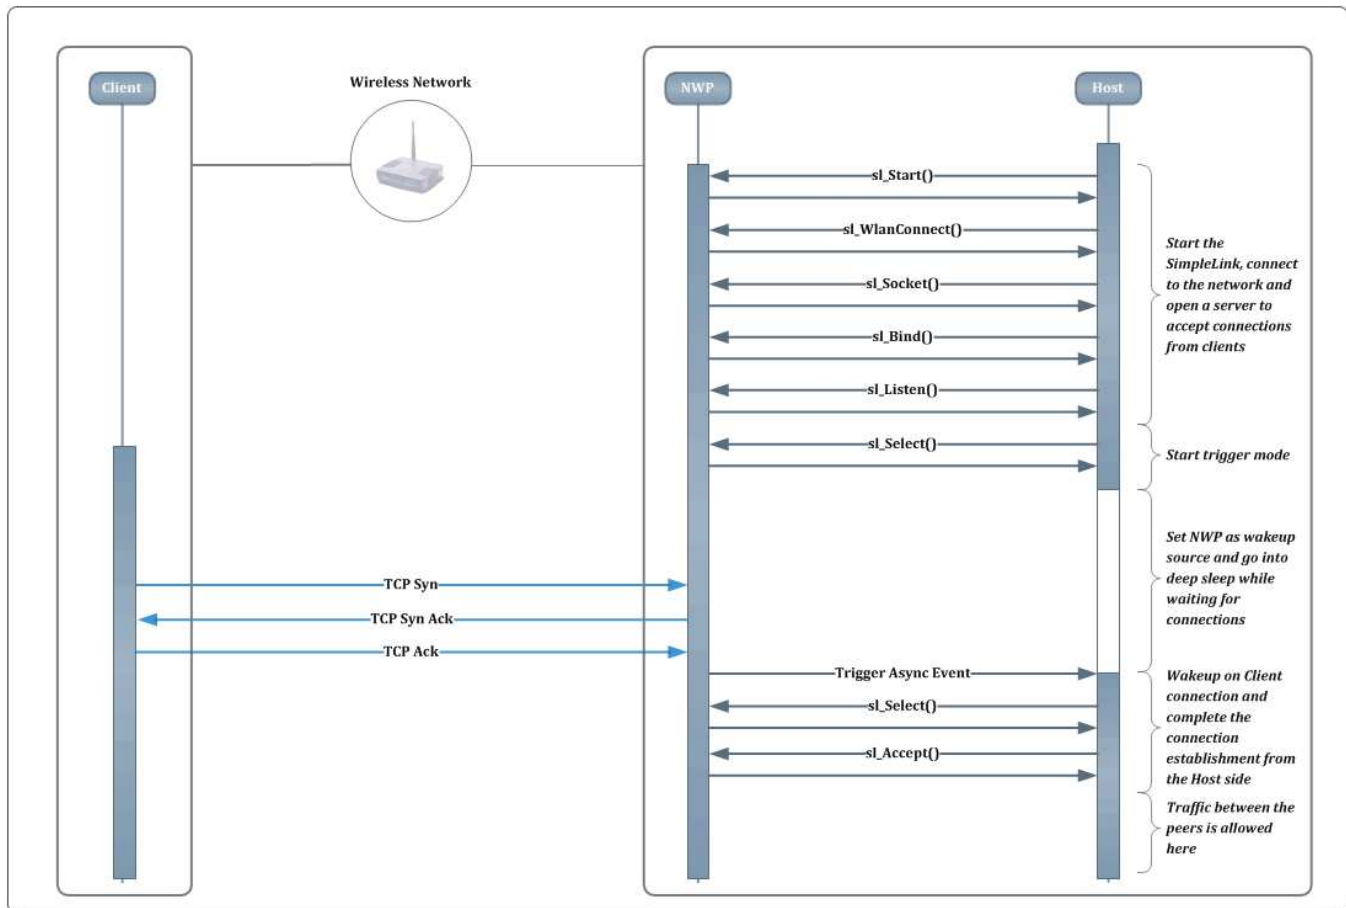 Client
Wireless Network
NWP
Host
sl_Start()
sl_WlanConnect()
sl_Socket()
sl_Bind()
sl_Listen()
Start the
SimpleLink, connect
to the network and
open a server to
accept connections
from clients
sl_Select()
Start trigger mode
Set NWP as wakeup
source and go into
deep sleep while
waiting for
connections
TCP Syn
TCP Syn Ack
TCP Ack
Trigger Async Event
sl_Select()
sl_Accept()
Wakeup on Client
connection and
complete the
connection
establishment from
the Host side
Traffic between the
peers is allowed
here